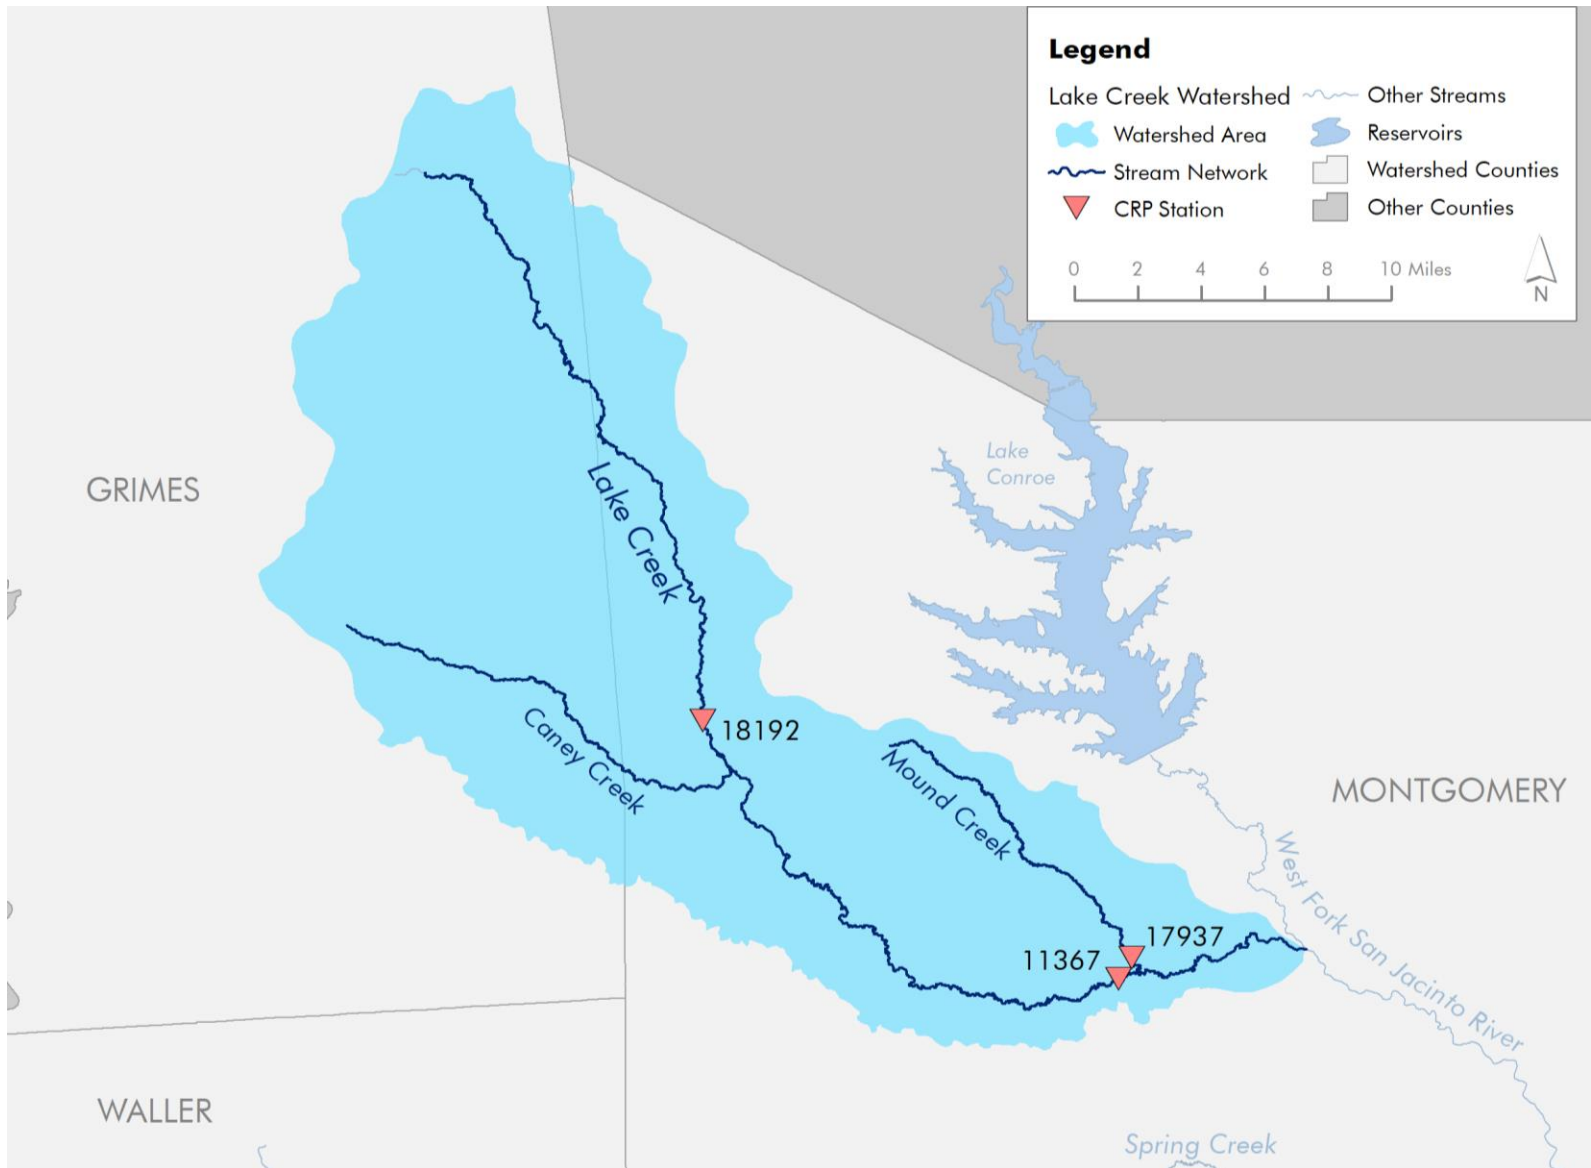 Legend
Lake Creek Watershed
Watershed Area
Stream Network
CRP Station
Other Streams
Reservoirs
Watershed Counties
Other Counties
0 2 4 6 8 10 Miles
N
Lake
Conroe
GRIMES
Lake Creek
18192
Caney Creek
Mound Creek
MONTGOMERY
West Fork San Jacinto River
17937
11367
WALLER
Spring Creek